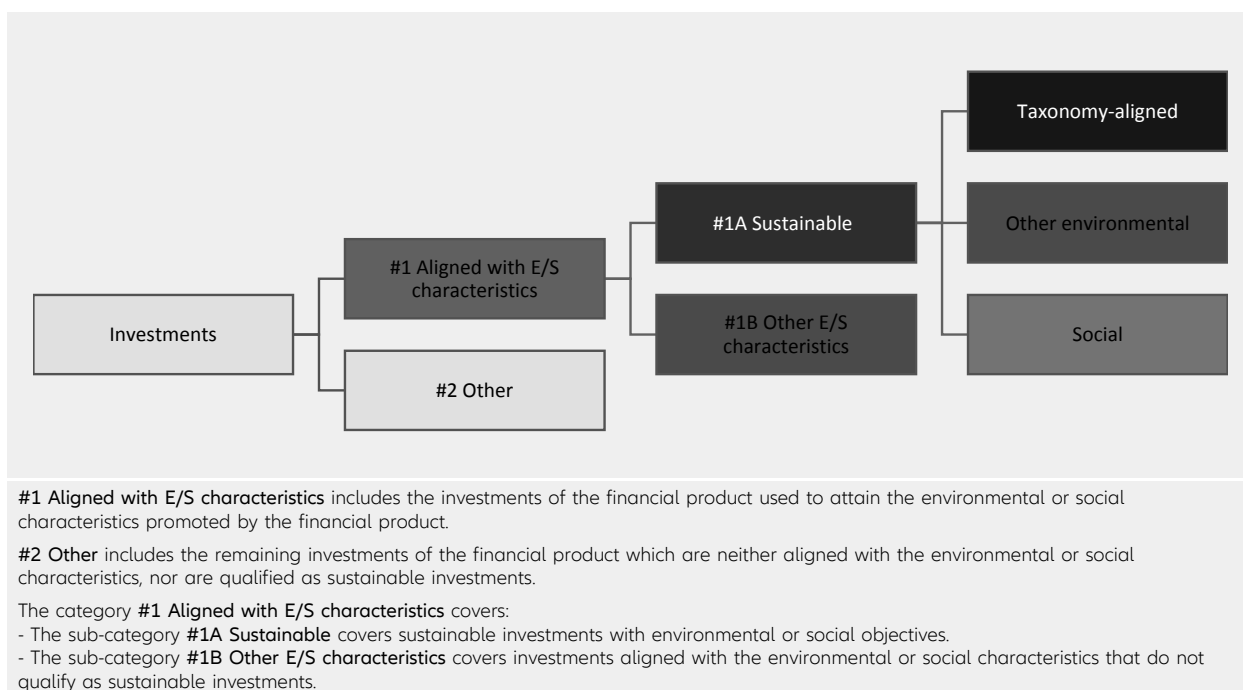 Taxonomy-aligned
#1A Sustainable
Other environmental
#1 Aligned with E/S
characteristics
Investments
#1B Other E/S
characteristics
Social
#2 Other
#1 Aligned with E/S characteristics includes the investments of the financial product used to attain the environmental or social
characteristics promoted by the financial product.
#2 Other includes the remaining investments of the financial product which are neither aligned with the environmental or social
characteristics, nor are qualified as sustainable investments.
The category #1 Aligned with E/S characteristics covers:
- The sub-category #1A Sustainable covers sustainable investments with environmental or social objectives.
- The sub-category #1B Other E/S characteristics covers investments aligned with the environmental or social characteristics that do not
qualify as sustainable investments.